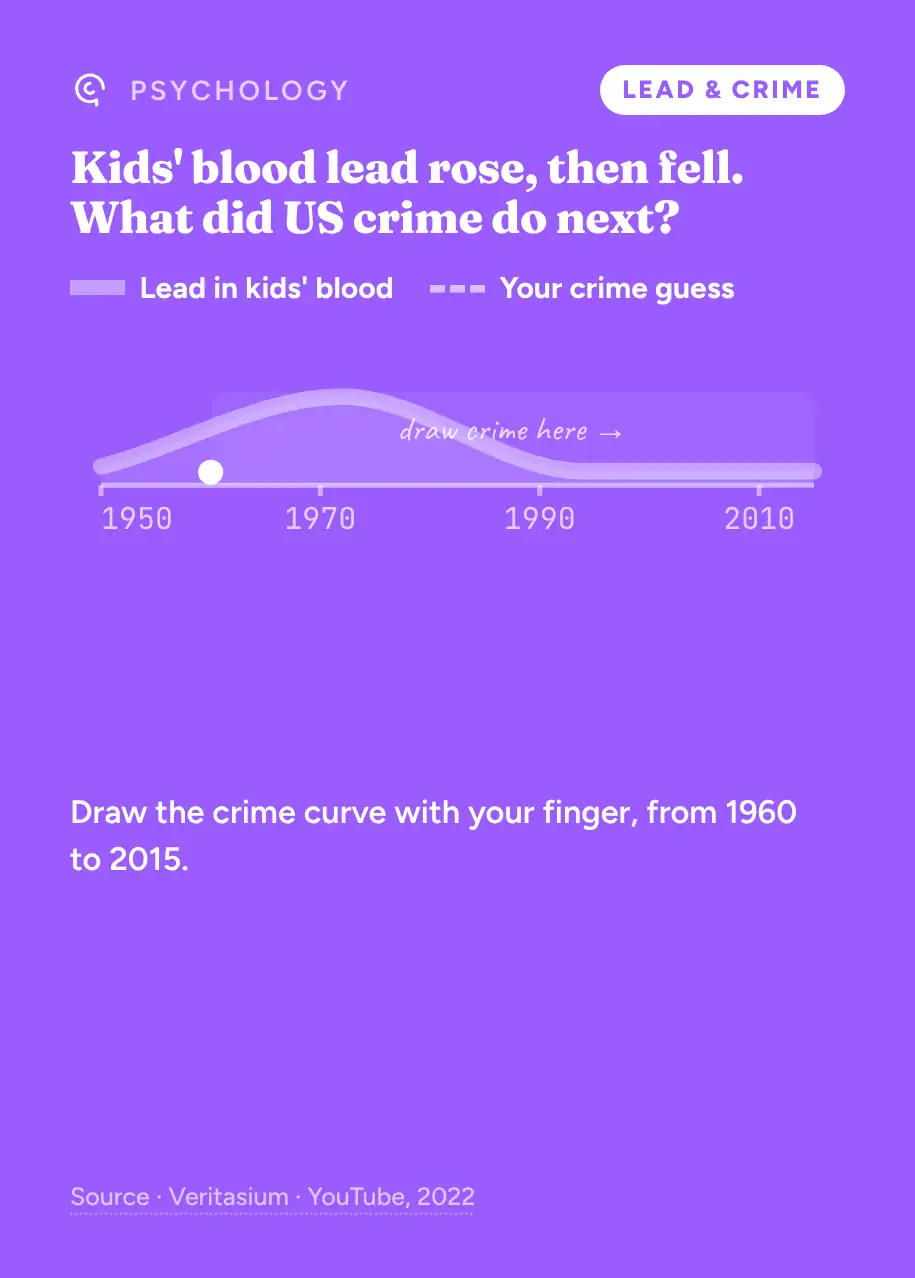 PSYCHOLOGY
LEAD & CRIME
Kids' blood lead rose, then fell.
What did US crime do next?
Lead in kids' blood
Your crime guess
draw crime here →
1950 1970 1990 2010
Draw the crime curve with your finger, from 1960
to 2015.
Source · Veritasium · YouTube, 2022